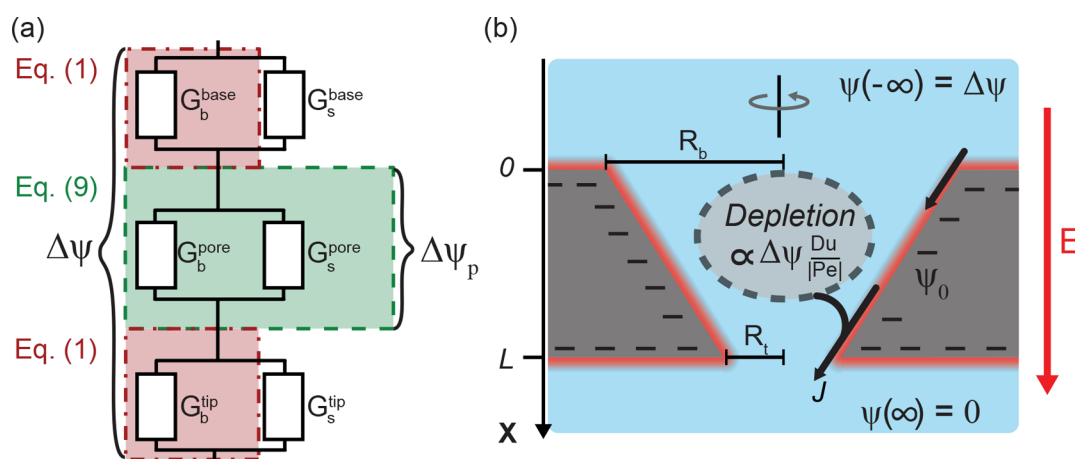 (a)
Eq. (1)
G_b^base
G_s^base
Eq. (9)
Δψ
G_b^pore
G_s^pore
Δψ_p
Eq. (1)
G_b^tip
G_s^tip
(b)
ψ(-∞) = Δψ
R_b
0
Depletion
∝ Δψ Du/|Pe|
E
ψ_0
R_t
L
J
x
ψ(∞) = 0